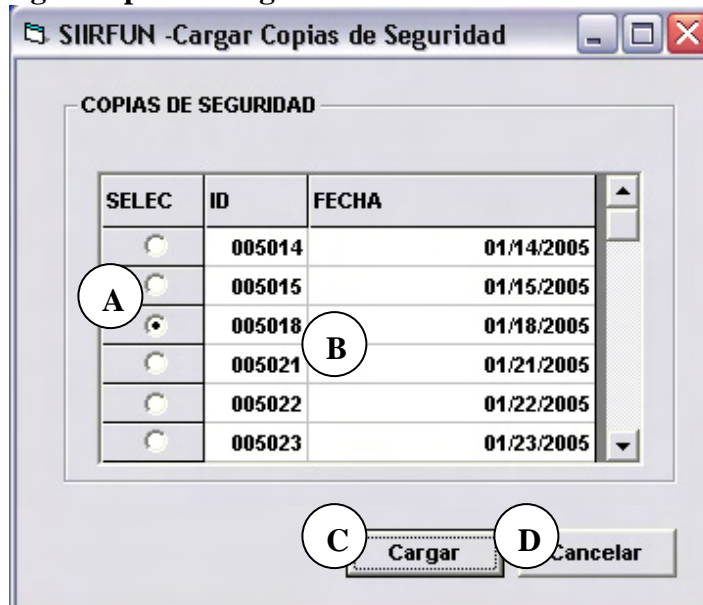 SIIRFUN -Cargar Copias de Seguridad
COPIAS DE SEGURIDAD
SELEC ID FECHA
005014 01/14/2005
005015 01/15/2005
A
005018 01/18/2005
B
005021 01/21/2005
005022 01/22/2005
005023 01/23/2005
C Cargar D Cancelar